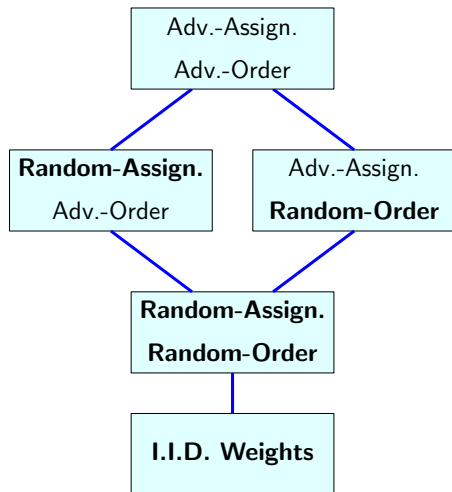 Adv.-Assign.
Adv.-Order
Random-Assign.
Adv.-Order
Adv.-Assign.
Random-Order
Random-Assign.
Random-Order
I.I.D. Weights